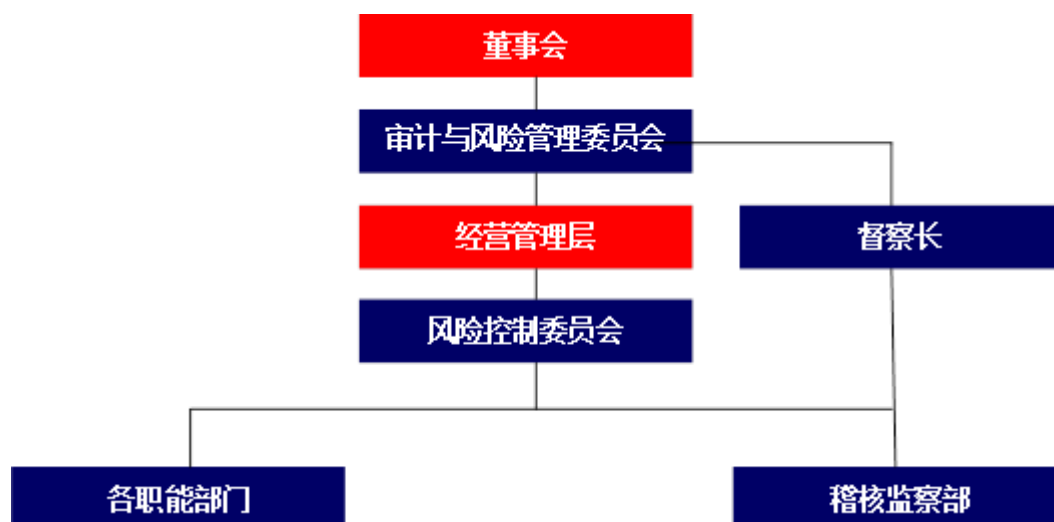 董事会
审计与风险管理委员会
经营管理层
督察长
风险控制委员会
各职能部门
稽核监察部